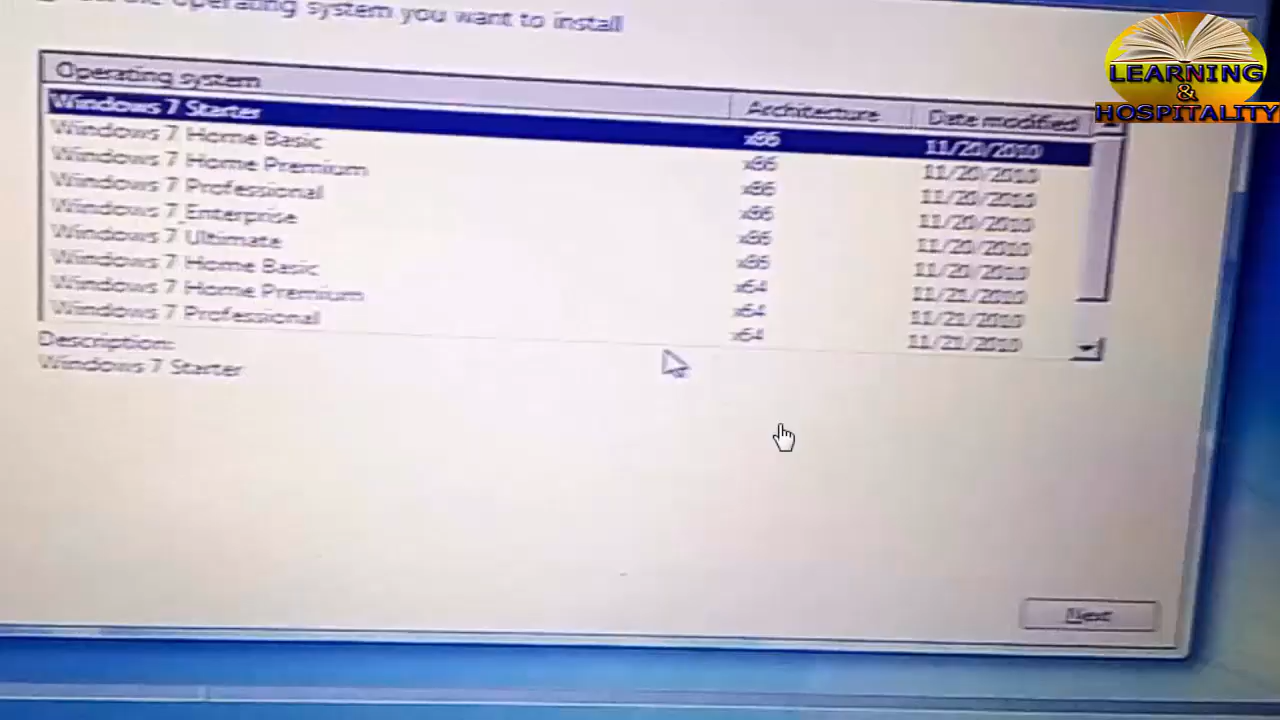 the operating system you want to install
Operating system Architecture Date modified
Windows 7 Starter x86 11/20/2010
Windows 7 Home Basic x86 11/20/2010
Windows 7 Home Premium x86 11/20/2010
Windows 7 Professional x86 11/20/2010
Windows 7 Enterprise x86 11/20/2010
Windows 7 Ultimate x86 11/20/2010
Windows 7 Home Basic x64 11/21/2010
Windows 7 Home Premium x64 11/21/2010
Windows 7 Professional x64 11/21/2010
Description:
Windows 7 Starter
Next
LEARNING
&
HOSPITALITY